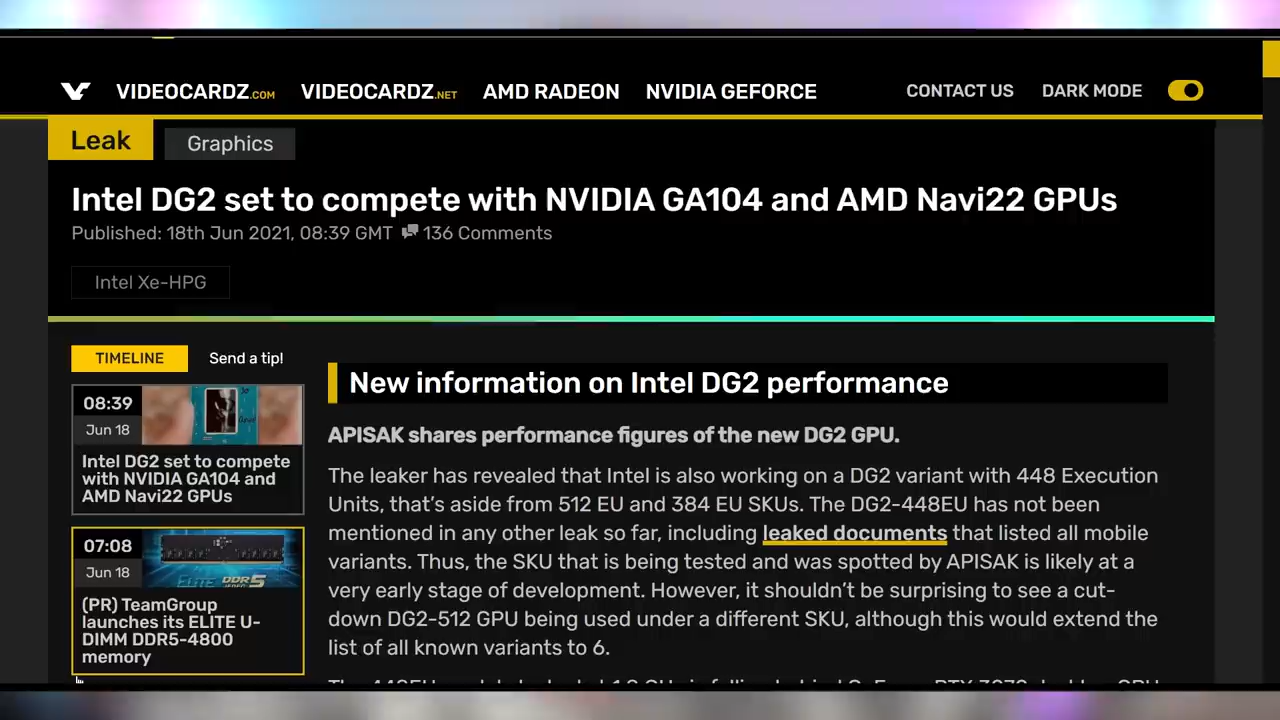 VIDEOCARDZ.COM VIDEOCARDZ.NET AMD RADEON NVIDIA GEFORCE CONTACT US DARK MODE
Leak Graphics
Intel DG2 set to compete with NVIDIA GA104 and AMD Navi22 GPUs
Published: 18th Jun 2021, 08:39 GMT 136 Comments
Intel Xe-HPG
TIMELINE Send a tip!
08:39
Jun 18
Intel DG2 set to compete
with NVIDIA GA104 and
AMD Navi22 GPUs
07:08
Jun 18
ELITE DDR5
(PR) TeamGroup
launches its ELITE U-
DIMM DDR5-4800
memory
New information on Intel DG2 performance
APISAK shares performance figures of the new DG2 GPU.
The leaker has revealed that Intel is also working on a DG2 variant with 448 Execution
Units, that's aside from 512 EU and 384 EU SKUs. The DG2-448EU has not been
mentioned in any other leak so far, including leaked documents that listed all mobile
variants. Thus, the SKU that is being tested and was spotted by APISAK is likely at a
very early stage of development. However, it shouldn't be surprising to see a cut-
down DG2-512 GPU being used under a different SKU, although this would extend the
list of all known variants to 6.